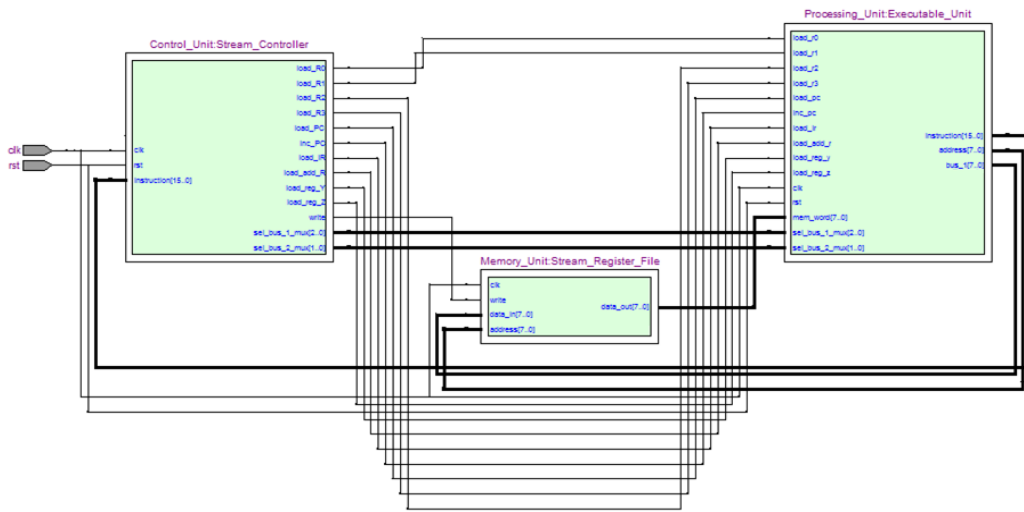 Processing_Unit:Executable_Unit
Control_Unit:Stream_Controller
load_R0
load_R1
load_R2
load_R3
load_PC
inc_PC
load_IR
load_add_R
load_reg_Y
load_reg_Z
write
sel_bus_1_mux[2..0]
sel_bus_2_mux[1..0]
clk
rst
instruction[15..0]
clk
rst
load_r0
load_r1
load_r2
load_r3
load_pc
inc_pc
load_ir
load_add_r
load_reg_y
load_reg_z
clk
rst
mem_word[7..0]
sel_bus_1_mux[2..0]
sel_bus_2_mux[1..0]
instruction[15..0]
address[7..0]
bus_1[7..0]
Memory_Unit:Stream_Register_File
clk
write
data_in[7..0]
address[7..0]
data_out[7..0]